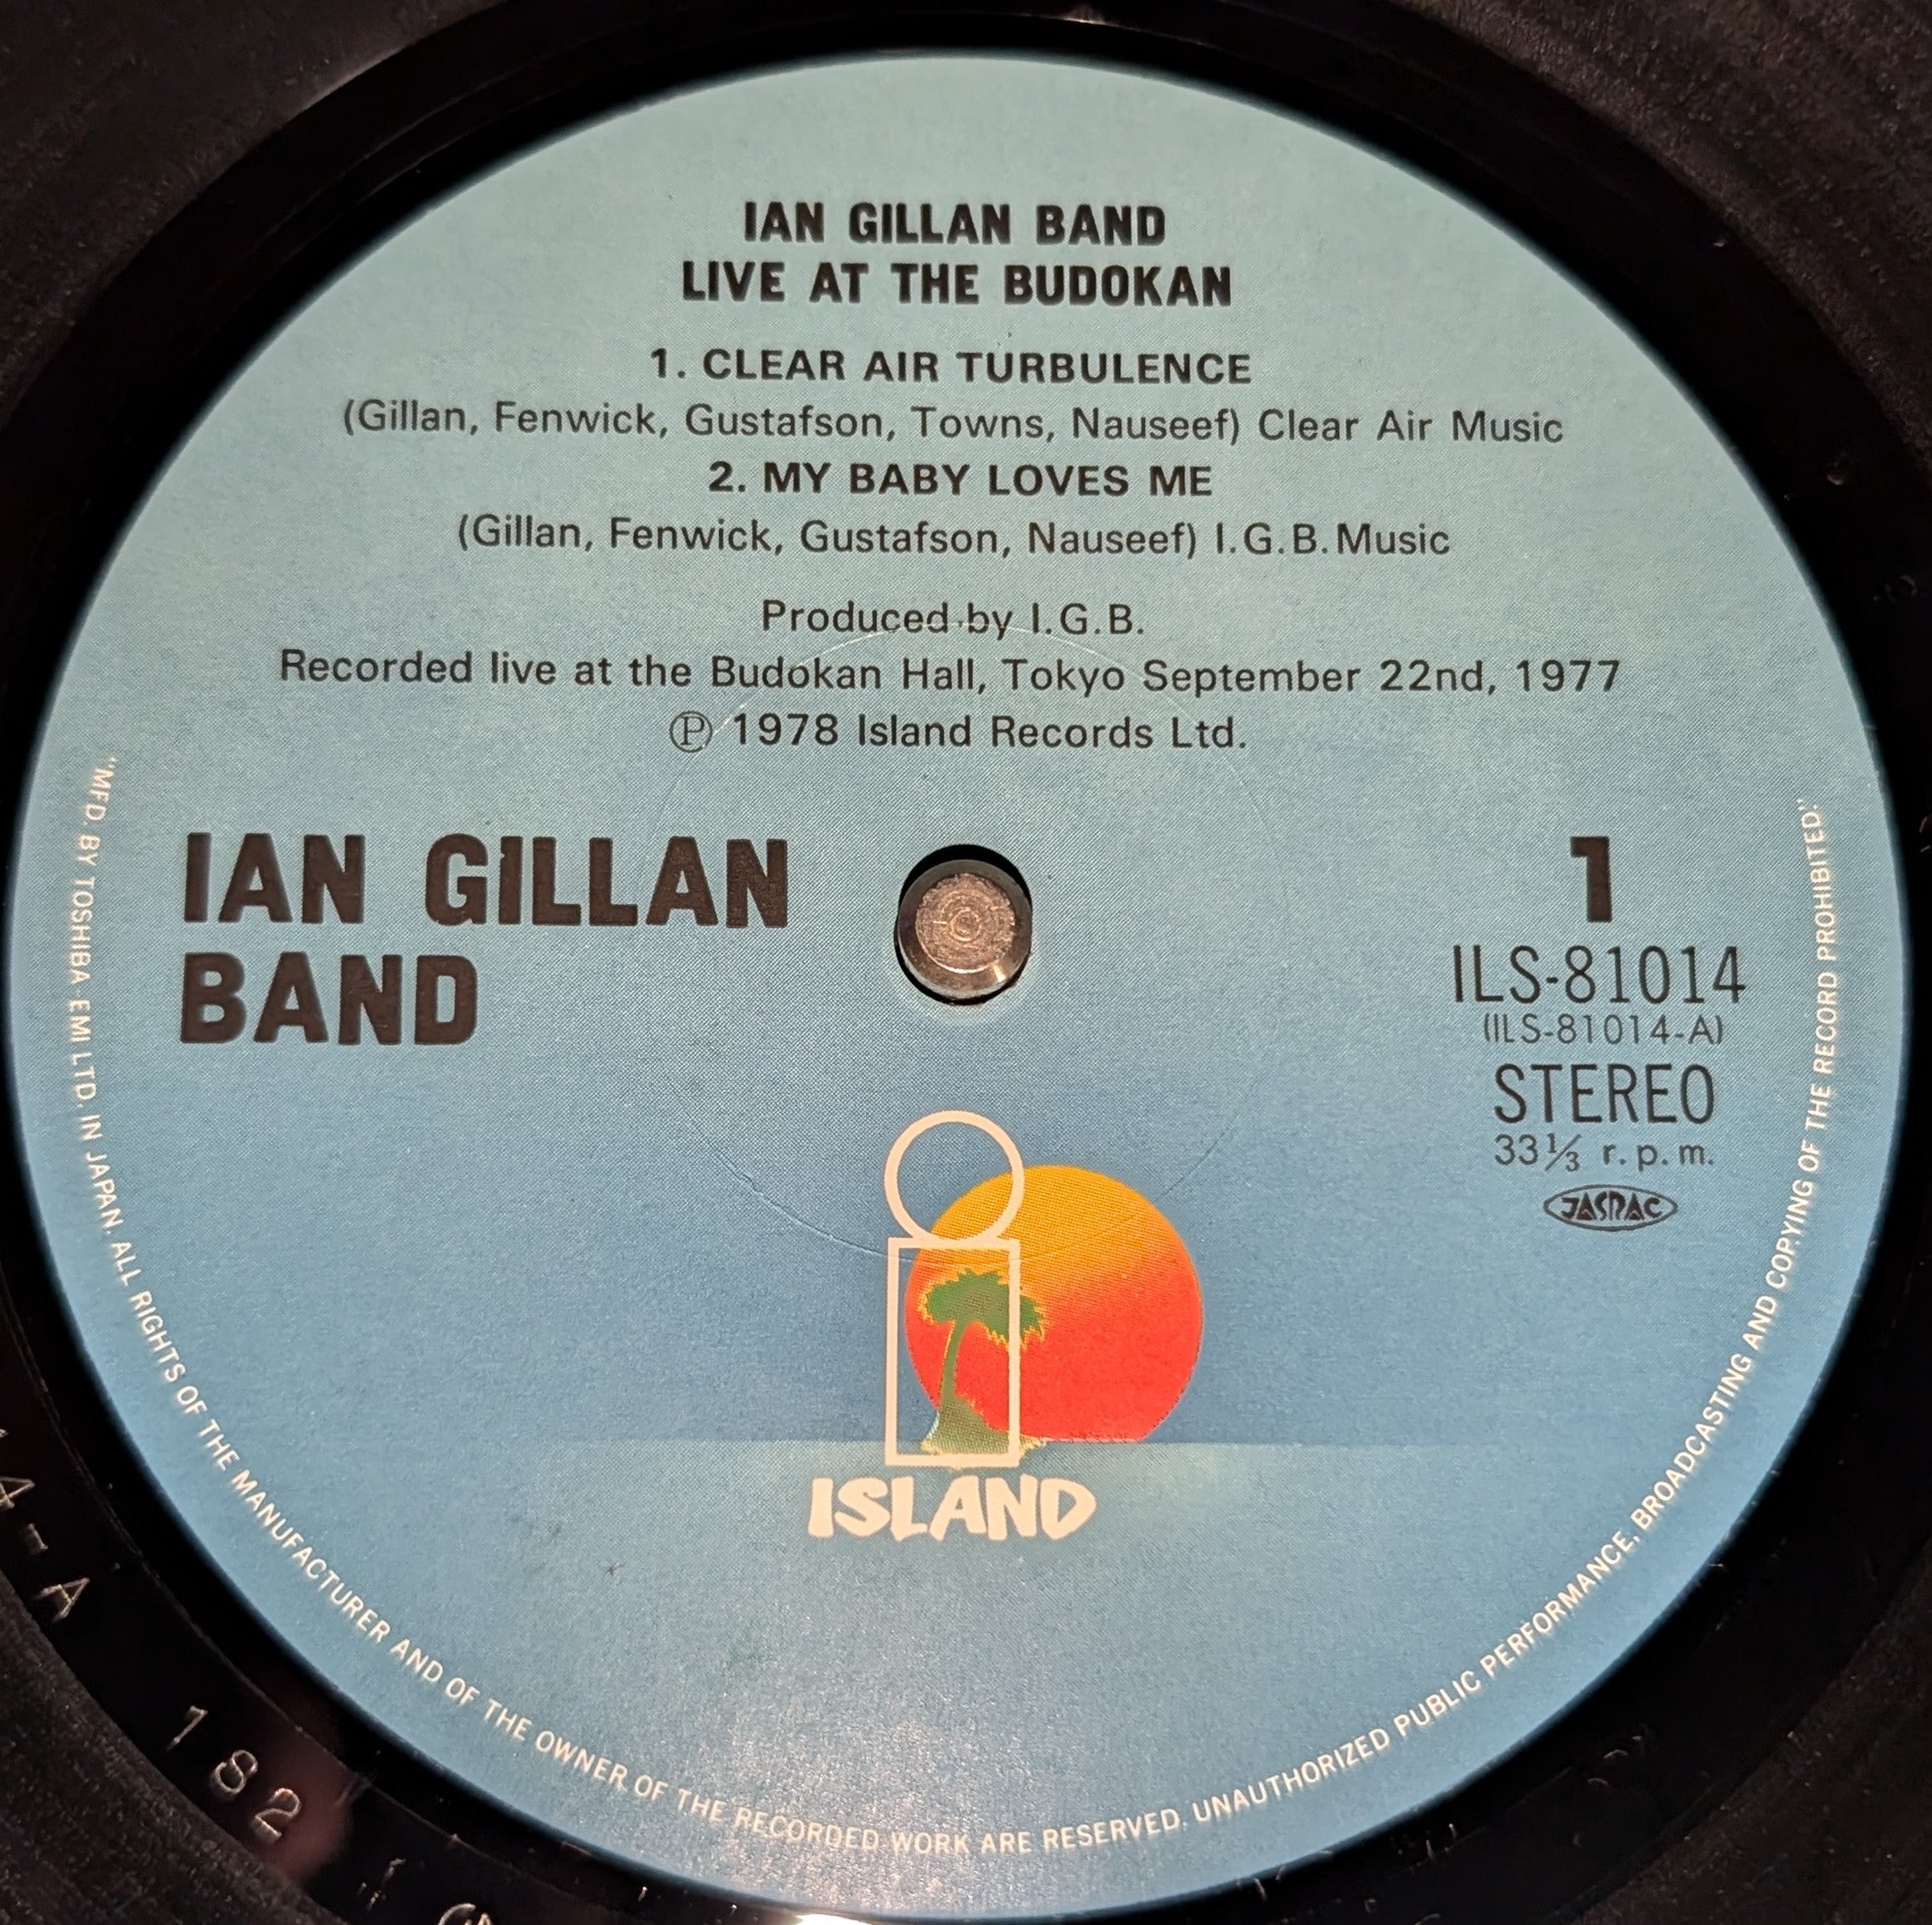 IAN GILLAN BAND
LIVE AT THE BUDOKAN
1. CLEAR AIR TURBULENCE
(Gillan, Fenwick, Gustafson, Towns, Nauseef) Clear Air Music
2. MY BABY LOVES ME
(Gillan, Fenwick, Gustafson, Nauseef) I.G.B. Music
Produced by I.G.B.
Recorded live at the Budokan Hall, Tokyo September 22nd, 1977
Ⓟ 1978 Island Records Ltd.
IAN GILLAN
BAND
1
ILS-81014
(ILS-81014-A)
STEREO
33⅓ r.p.m.
JASRAC
ISLAND
"MFD. BY TOSHIBA EMI LTD. IN JAPAN. ALL RIGHTS OF THE MANUFACTURER AND OF THE OWNER OF THE RECORDED WORK ARE RESERVED. UNAUTHORIZED PUBLIC PERFORMANCE, BROADCASTING AND COPYING OF THE RECORD PROHIBITED."
4-A
182